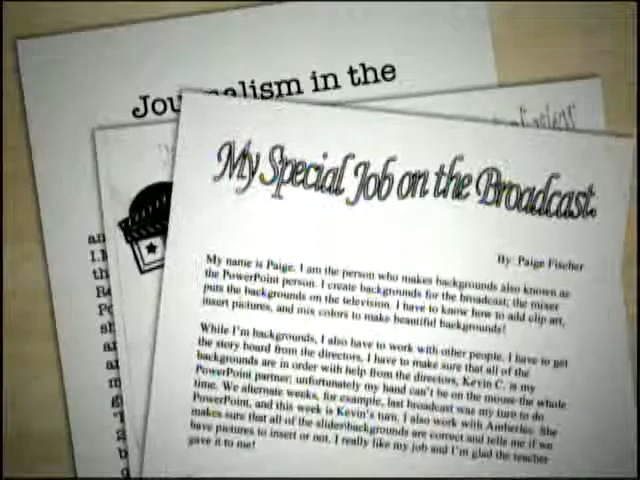 Journalism in the
My Special Job on the Broadcast.
By: Paige Fischer
My name is Paige. I am the person who makes backgrounds also known as
the PowerPoint person. I create backgrounds for the broadcast; the mixer
puts the backgrounds on the television. I have to know how to add clip art,
insert pictures, and mix colors to make beautiful backgrounds!
While I'm backgrounds, I also have to work with other people. I have to get
the story board from the directors. I have to make sure that all of the
backgrounds are in order with help from the directors, Kevin C. is my
PowerPoint partner; unfortunately my hand can't be on the mouse the whole
time. We alternate weeks, for example, last broadcast was my turn to do
PowerPoint, and this week is Kevin's turn. I also work with Amberlee. She
makes sure that all of the slides/backgrounds are correct and tells me if we
have pictures to insert or not. I really like my job and I'm glad the teacher
gave it to me!